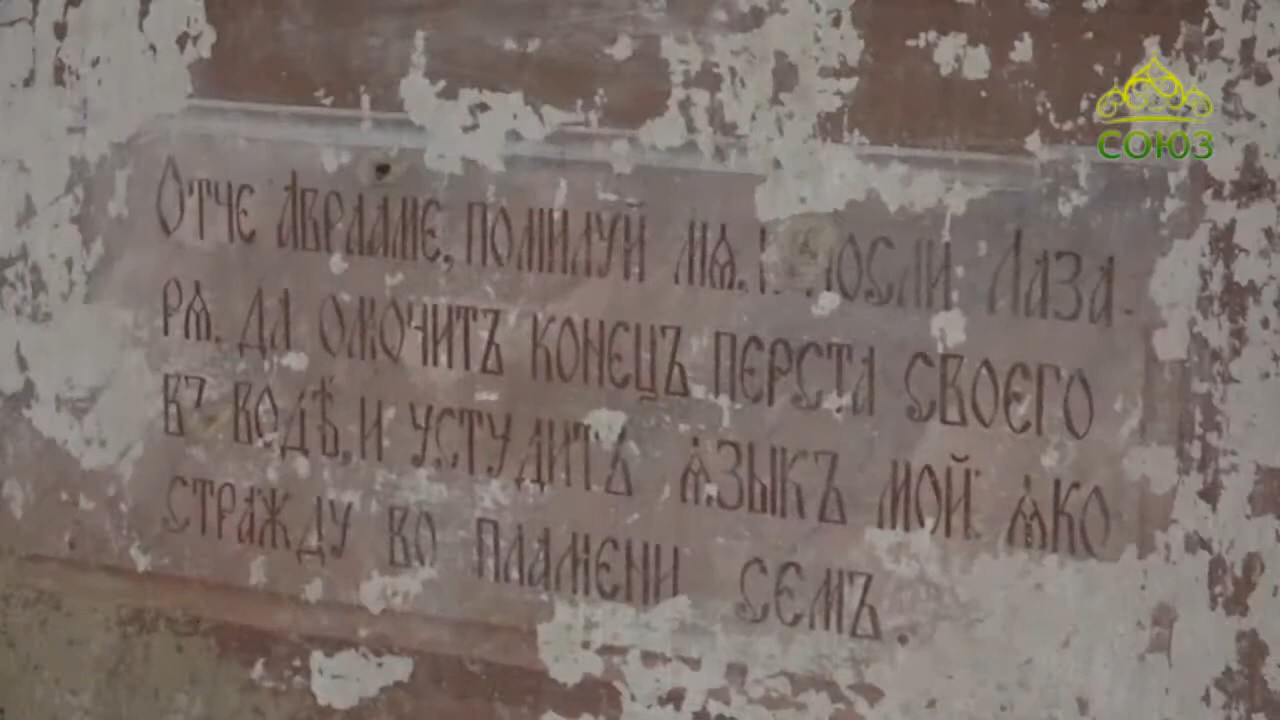 СОЮЗ
Отче Аврааме, помилуй мѧ. и посли Лаза-
рѧ. да омочитъ конецъ перста своего
въ водѣ, и устудитъ ѧзыкъ мой: ѧко
стражду во пламени семъ.